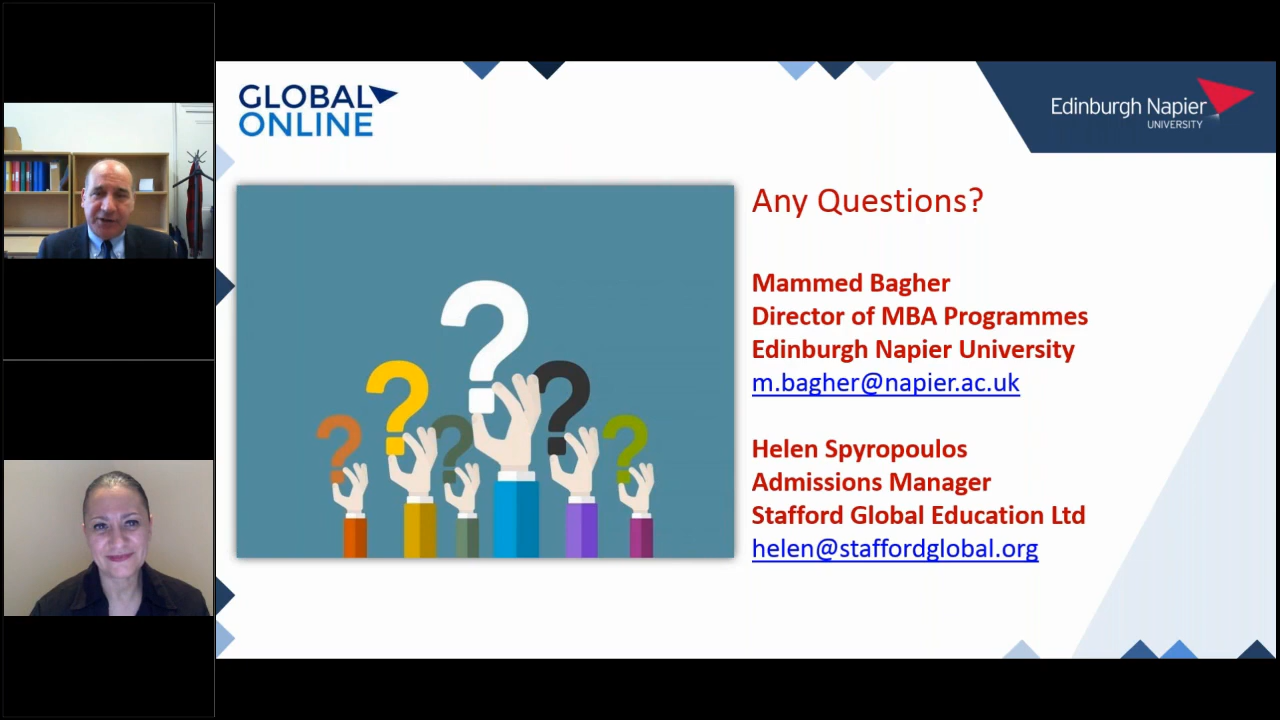 GLOBAL
ONLINE
Edinburgh Napier
UNIVERSITY
Any Questions?
Mammed Bagher
Director of MBA Programmes
Edinburgh Napier University
m.bagher@napier.ac.uk
Helen Spyropoulos
Admissions Manager
Stafford Global Education Ltd
helen@staffordglobal.org